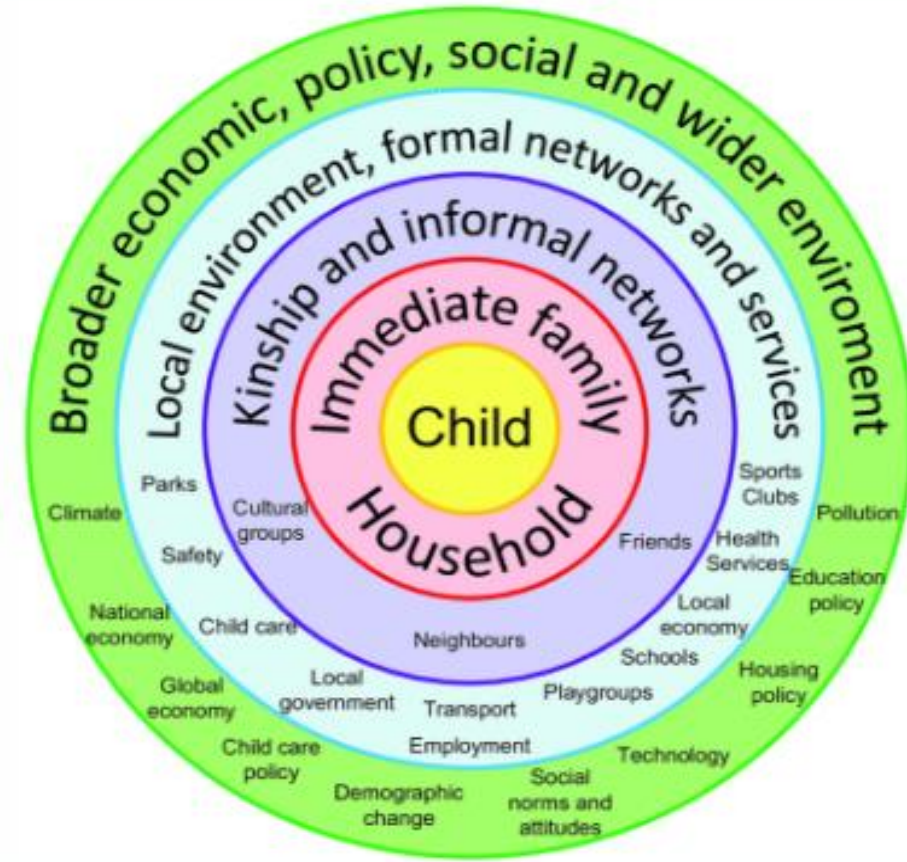 Broader economic, policy, social and wider enviroment
Local environment, formal networks and services
Kinship and informal networks
Immediate family
Child
Household
Parks
Climate
Cultural
groups
Safety
National
economy
Child care
Global
economy
Local
government
Child care
policy
Neighbours
Transport
Employment
Demographic
change
Friends
Sports
Clubs
Health
Services
Pollution
Education
policy
Local
economy
Schools
Playgroups
Housing
policy
Technology
Social
norms and
attitudes